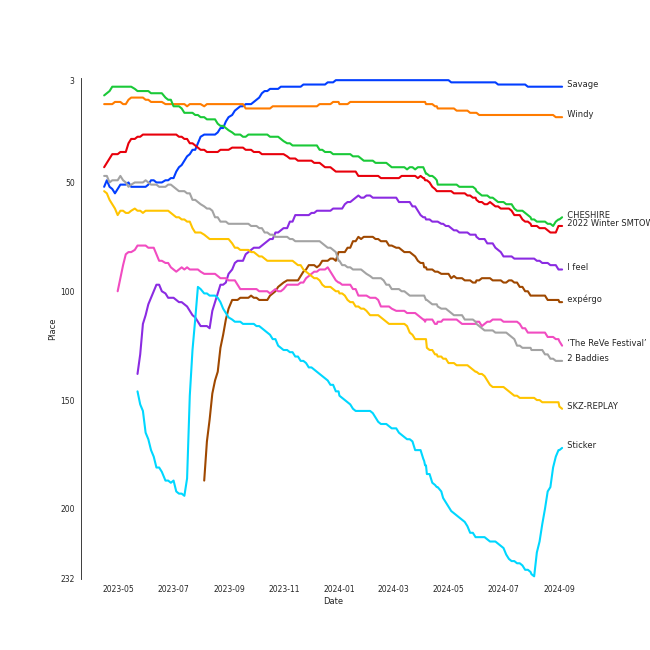 3
Savage
Windy
50
CHESHIRE
2022 Winter SMTOW
I feel
100
expérgo
'The ReVe Festival'
2 Baddies
150
SKZ-REPLAY
Sticker
200
232
Place
2023-05
2023-07
2023-09
2023-11
2024-01
2024-03
2024-05
2024-07
2024-09
Date